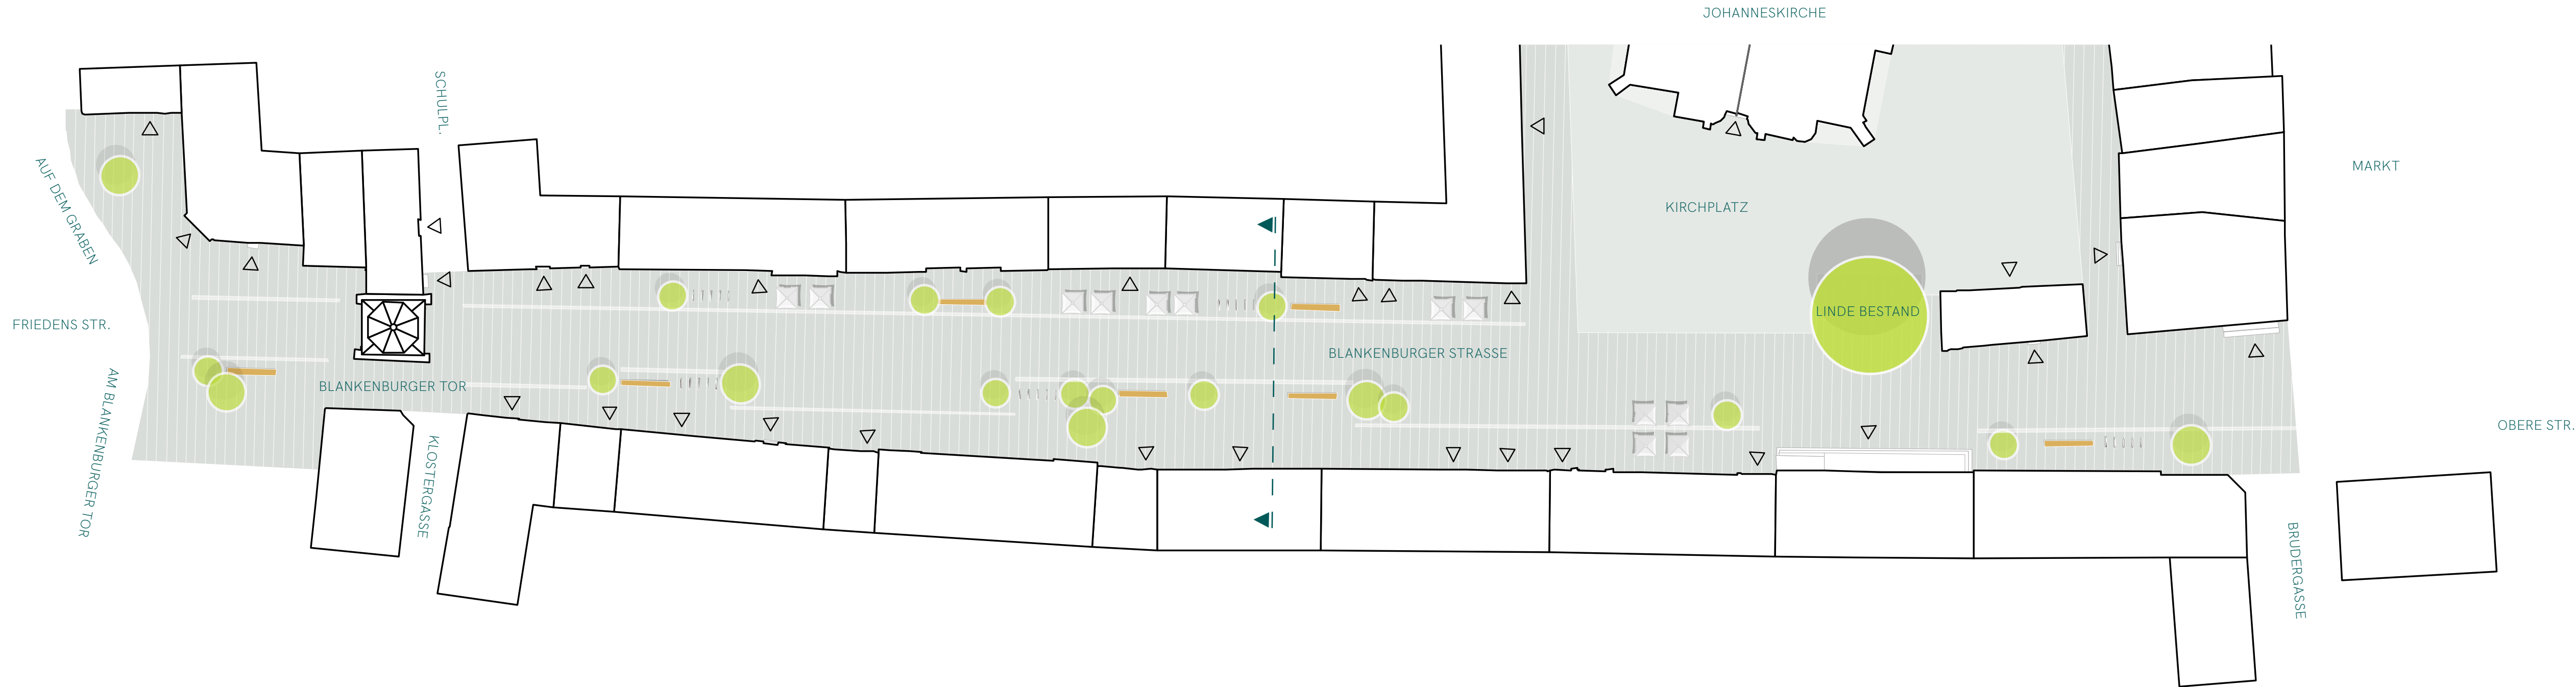 JOHANNESKIRCHE
SCHULPL.
AUF DEM GRABEN
MARKT
KIRCHPLATZ
LINDE BESTAND
FRIEDENS STR.
BLANKENBURGER STRASSE
BLANKENBURGER TOR
AM BLANKENBURGER TOR
KLOSTERGASSE
OBERE STR.
BRUDERGASSE